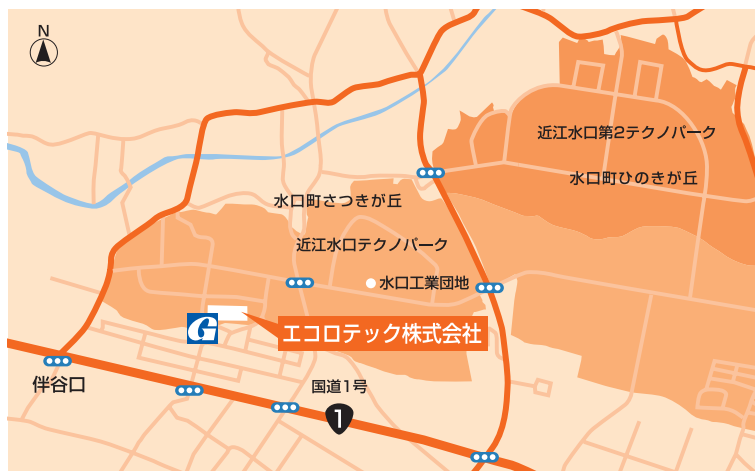 N
近江水口第2テクノパーク
水口町ひのきが丘
水口町さつきが丘
近江水口テクノパーク
水口工業団地
エコロテック株式会社
伴谷口
国道1号
1